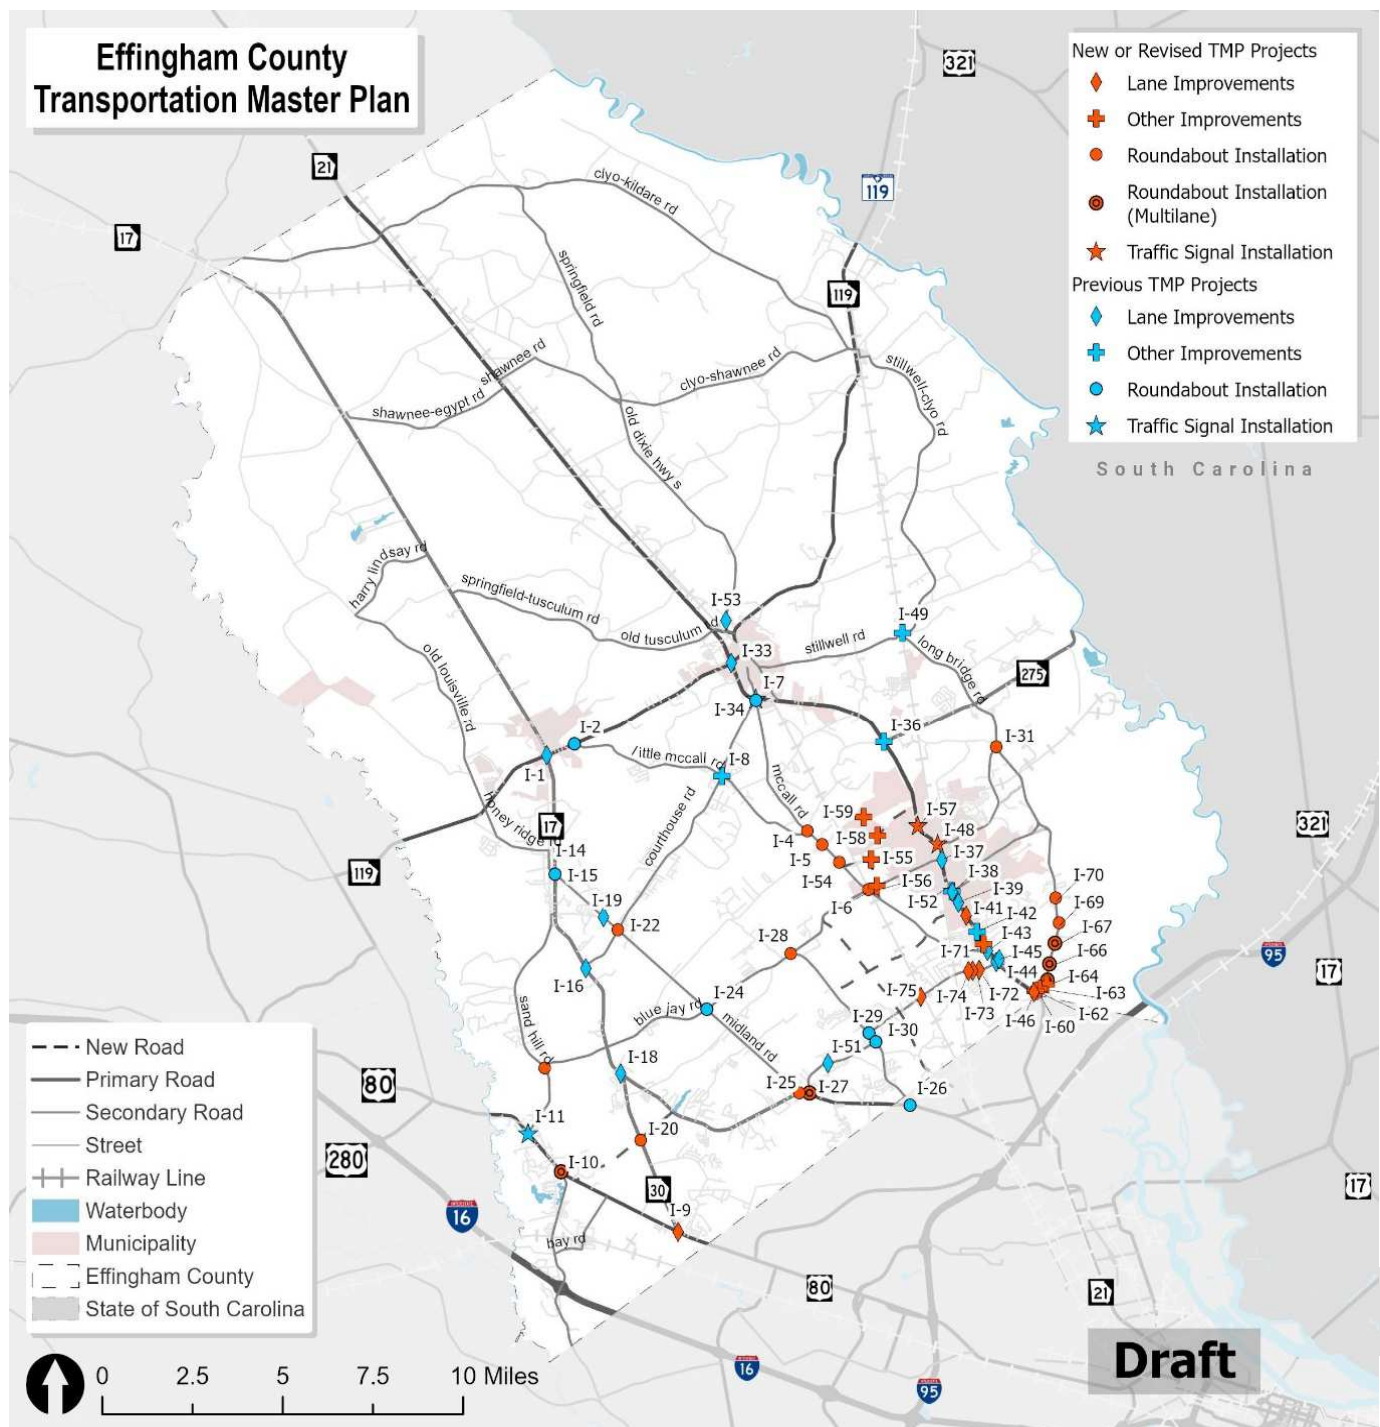 Effingham County
Transportation Master Plan
New or Revised TMP Projects
Lane Improvements
Other Improvements
Roundabout Installation
Roundabout Installation
(Multilane)
Traffic Signal Installation
Previous TMP Projects
Lane Improvements
Other Improvements
Roundabout Installation
Traffic Signal Installation
321
21
17
119
119
South Carolina
clyo-kildare rd
springfield rd
shawnee rd
shawnee-egypt rd
clyo-shawnee rd
stillwell-clyo rd
old dixie hwy s
harry lindsay rd
springfield-tusculum rd
old tusculum rd
I-53
I-49
stillwell rd
long bridge rd
I-33
275
old louisville rd
I-7
I-34
I-2
I-36
I-31
little mccall rd
I-8
I-1
mccall rd
honey ridge rd
17
courthouse rd
I-59
I-57
321
I-4
I-58
I-48
I-5
I-37
I-14
I-55
119
I-15
I-54
I-56
I-38
I-70
I-19
I-6
I-52
I-39
I-41
I-69
I-22
I-42
I-67
I-28
I-43
I-71
I-45
I-66
95
17
I-16
I-44
I-64
I-75
I-74
I-72
I-63
I-24
I-73
I-62
sand hill rd
blue jay rd
midland rd
I-46
I-60
I-29
I-30
I-51
I-18
80
I-25
I-27
I-26
I-11
I-20
280
I-10
30
17
16
I-9
bay rd
80
21
16
95
New Road
Primary Road
Secondary Road
Street
Railway Line
Waterbody
Municipality
Effingham County
State of South Carolina
0 2.5 5 7.5 10 Miles
Draft